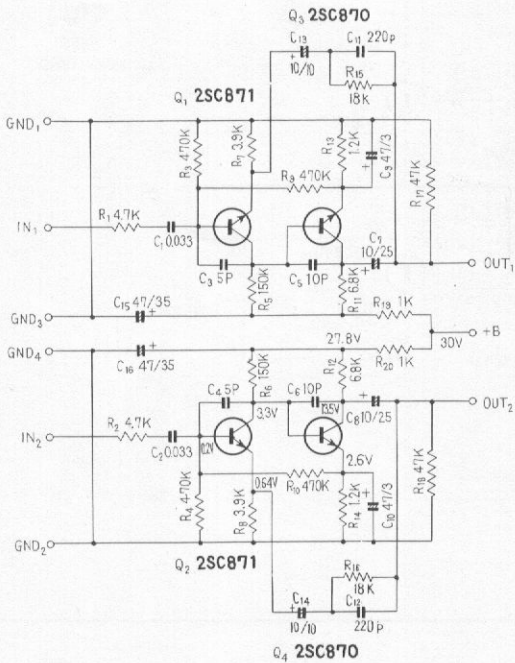 Q3 2SC870
C13
10/10
C11 220p
R15
18K
Q1 2SC871
GND1
R3 470K
R7 3.9K
R13 1.2K
C9 47/3
R9 470K
R17 47K
IN1
R1 4.7K
C1 0.033
C3 5P
C5 10P
C7
10/25
OUT1
R5 150K
R11 6.8K
C15 47/35
R19 1K
GND3
+B
30V
GND4
C16 47/35
27.8V
R20 1K
R6 150K
R12 6.8K
C4 5P
C6 10P
3.3V
13.5V
C8 10/25
OUT2
IN2
R2 4.7K
C2 0.033
2.6V
0.64V
R10 470K
R4 470K
R8 3.9K
R14 1.2K
C10 47/3
R18 47K
GND2
Q2 2SC871
R16
18K
C14
10/10
C12
220p
Q4 2SC870